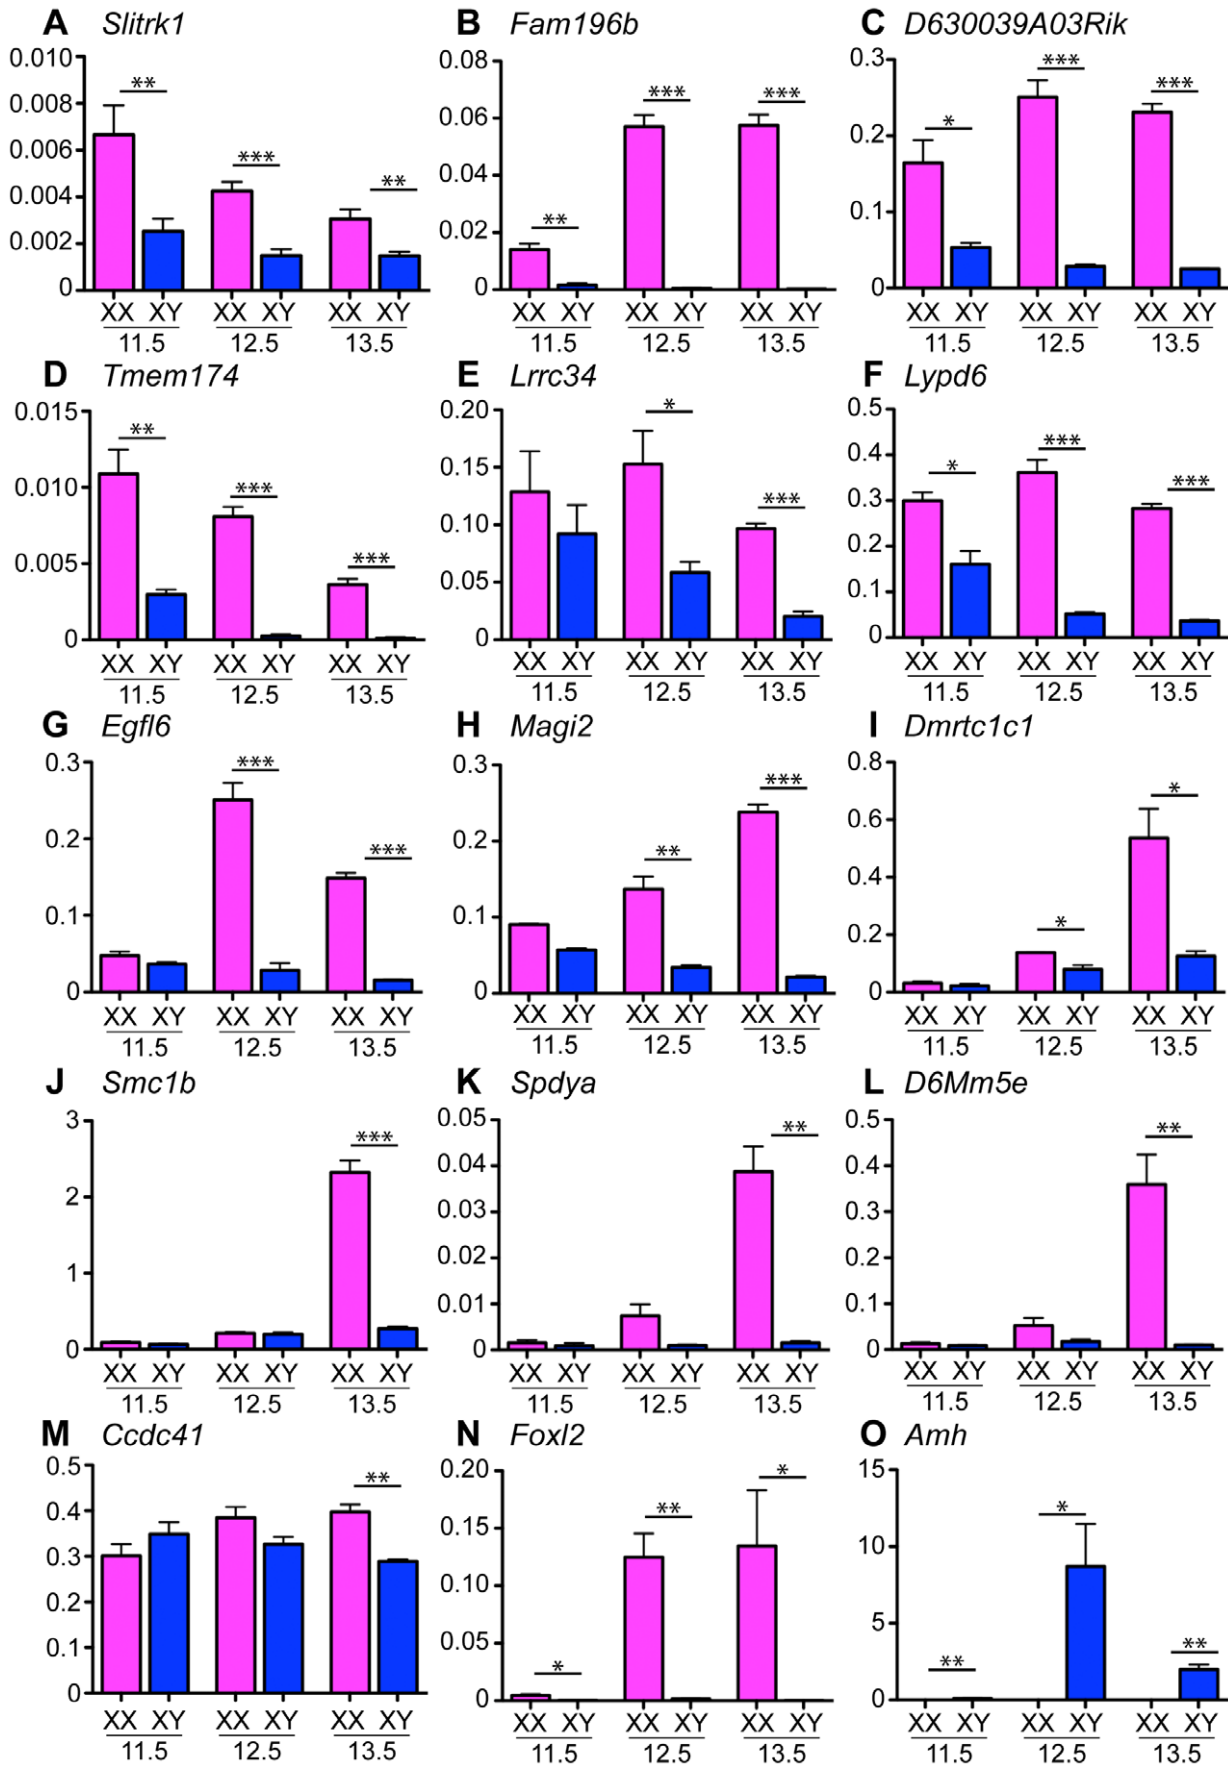 A Slitrk1
0.010
0.008
0.006
0.004
0.002
0
** *** **
XX XY XX XY XX XY
11.5 12.5 13.5
B Fam196b
0.08
0.06
0.04
0.02
0
** *** ***
XX XY XX XY XX XY
11.5 12.5 13.5
C D630039A03Rik
0.3
0.2
0.1
0
* *** ***
XX XY XX XY XX XY
11.5 12.5 13.5
D Tmem174
0.015
0.010
0.005
0
** *** ***
XX XY XX XY XX XY
11.5 12.5 13.5
E Lrrc34
0.20
0.15
0.10
0.05
0
* ***
XX XY XX XY XX XY
11.5 12.5 13.5
F Lypd6
0.5
0.4
0.3
0.2
0.1
0
* *** ***
XX XY XX XY XX XY
11.5 12.5 13.5
G Egfl6
0.3
0.2
0.1
0
*** ***
XX XY XX XY XX XY
11.5 12.5 13.5
H Magi2
0.3
0.2
0.1
0
** ***
XX XY XX XY XX XY
11.5 12.5 13.5
I Dmrtc1c1
0.8
0.6
0.4
0.2
0
* *
XX XY XX XY XX XY
11.5 12.5 13.5
J Smc1b
3
2
1
0
***
XX XY XX XY XX XY
11.5 12.5 13.5
K Spdya
0.05
0.04
0.03
0.02
0.01
0
**
XX XY XX XY XX XY
11.5 12.5 13.5
L D6Mm5e
0.5
0.4
0.3
0.2
0.1
0
**
XX XY XX XY XX XY
11.5 12.5 13.5
M Ccdc41
0.5
0.4
0.3
0.2
0.1
0
**
XX XY XX XY XX XY
11.5 12.5 13.5
N Foxl2
0.20
0.15
0.10
0.05
0
* ** *
XX XY XX XY XX XY
11.5 12.5 13.5
O Amh
15
10
5
0
** * **
XX XY XX XY XX XY
11.5 12.5 13.5